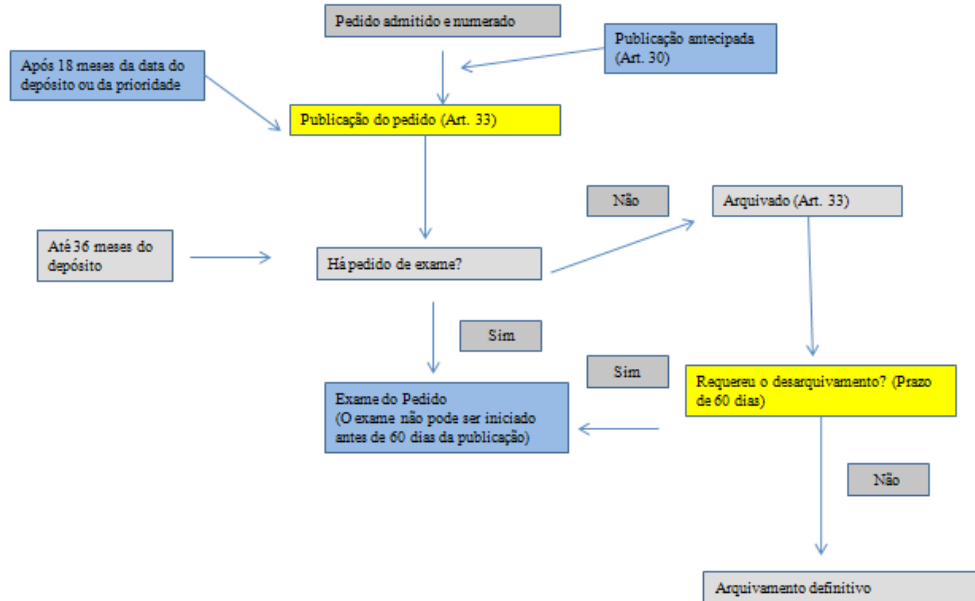 Pedido admitido e numerado
Publicação antecipada
(Art. 30)
Após 18 meses da data do
depósito ou da prioridade
Publicação do pedido (Art. 33)
Não
Arquivado (Art. 33)
Até 36 meses do
depósito
Há pedido de exame?
Sim
Sim
Requereu o desarquivamento? (Prazo
de 60 dias)
Exame do Pedido
(O exame não pode ser iniciado
antes de 60 dias da publicação)
Não
Arquivamento definitivo